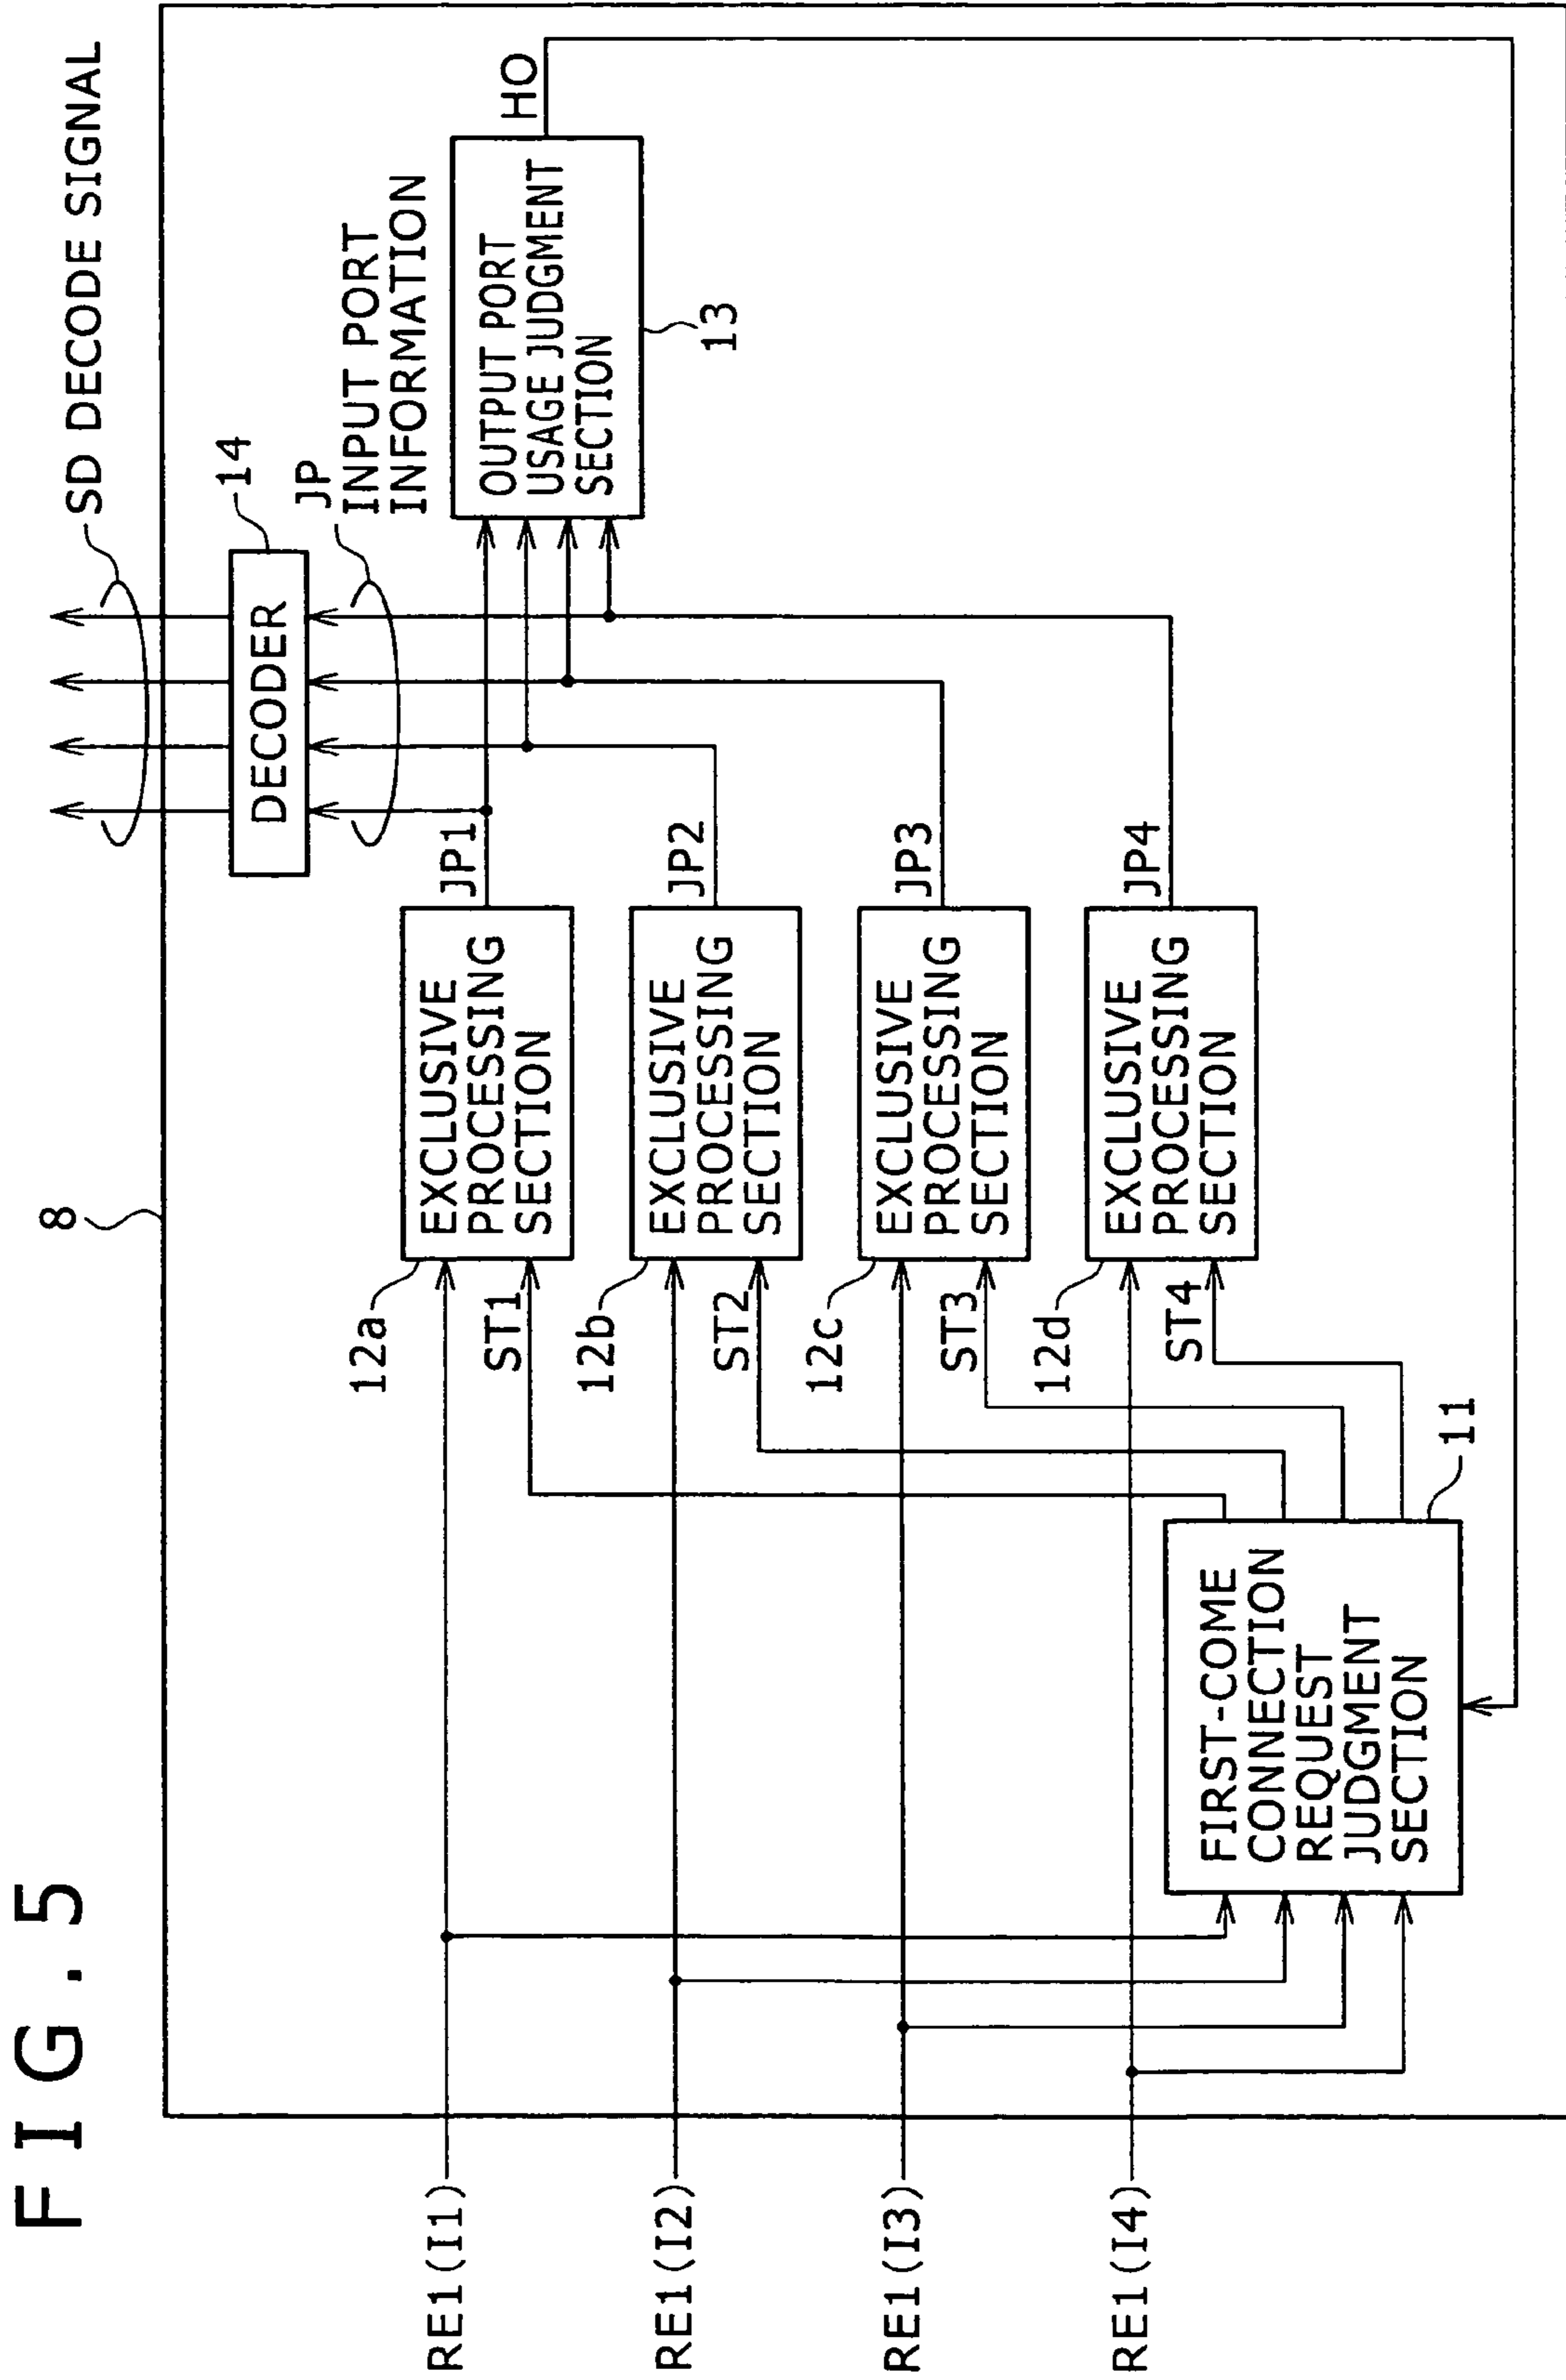 FIG.5
8
SD DECODE SIGNAL
DECODER
14
JP
INPUT PORT
INFORMATION
RE1(I1)
12a
ST1
EXCLUSIVE
PROCESSING
SECTION
JP1
OUTPUT PORT
USAGE JUDGMENT
SECTION
HO
13
RE1(I2)
12b
ST2
EXCLUSIVE
PROCESSING
SECTION
JP2
RE1(I3)
12c
ST3
EXCLUSIVE
PROCESSING
SECTION
JP3
RE1(I4)
12d
ST4
EXCLUSIVE
PROCESSING
SECTION
JP4
FIRST-COME
CONNECTION
REQUEST
JUDGMENT
SECTION
11